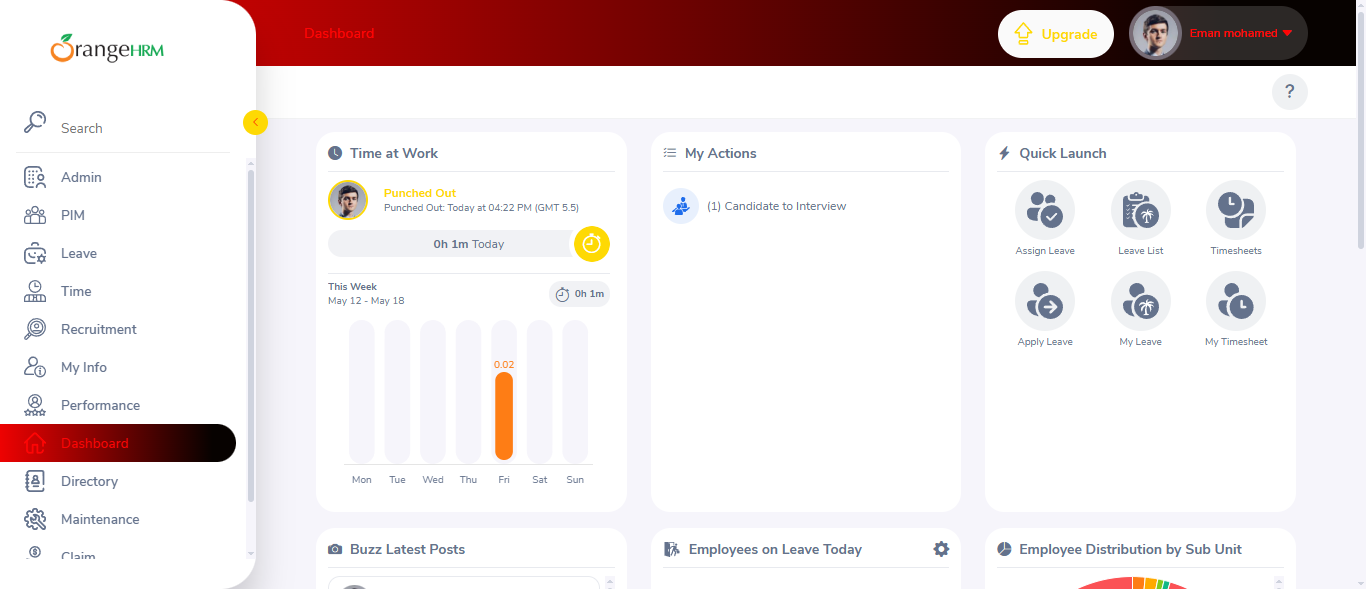 OrangeHRM
Search
Admin
PIM
Leave
Time
Recruitment
My Info
Performance
Dashboard
Directory
Maintenance
Claim
Dashboard
Upgrade
Eman mohamed
?
Time at Work
Punched Out
Punched Out: Today at 04:22 PM (GMT 5.5)
0h 1m Today
This Week
May 12 - May 18
0h 1m
0.02
Mon Tue Wed Thu Fri Sat Sun
My Actions
(1) Candidate to Interview
Quick Launch
Assign Leave Leave List Timesheets
Apply Leave My Leave My Timesheet
Buzz Latest Posts
Employees on Leave Today
Employee Distribution by Sub Unit